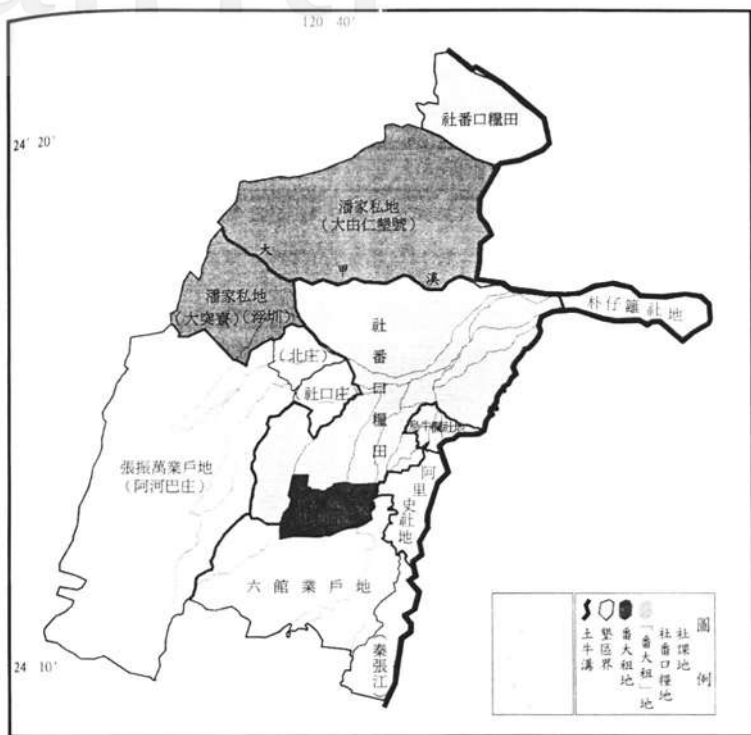 120 40'
24 20'
社番口糧田
潘家私地
(大由仁墾號)
大甲溪
潘家私地
(大突寮)(浮圳)
朴仔籬社地
社番口糧田
(北庄)
社口庄
張振萬業戶地
(阿河巴庄)
阿里史社地
六館業戶地
(秦張江)
24 10'
圖例
社課地
社番口糧地
「番大租」地
番大租地
墾區界
土牛溝